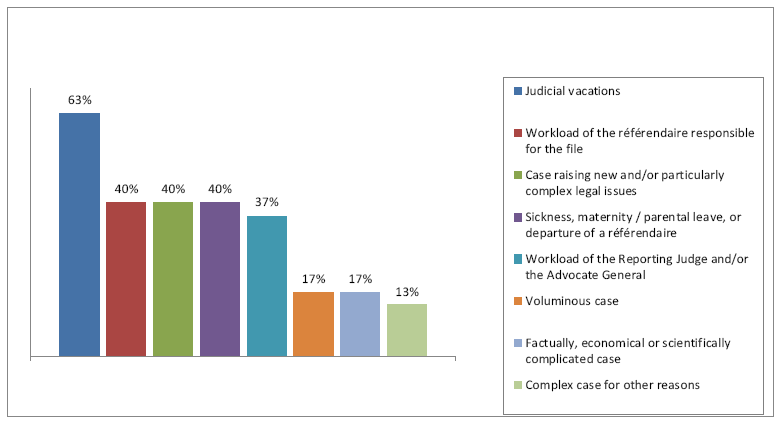 63%
40%
40%
40%
37%
17%
17%
13%
Judicial vacations
Workload of the référendaire responsible
for the file
Case raising new and/or particularly
complex legal issues
Sickness, maternity / parental leave, or
departure of a référendaire
Workload of the Reporting Judge and/or
the Advocate General
Voluminous case
Factually, economical or scientifically
complicated case
Complex case for other reasons